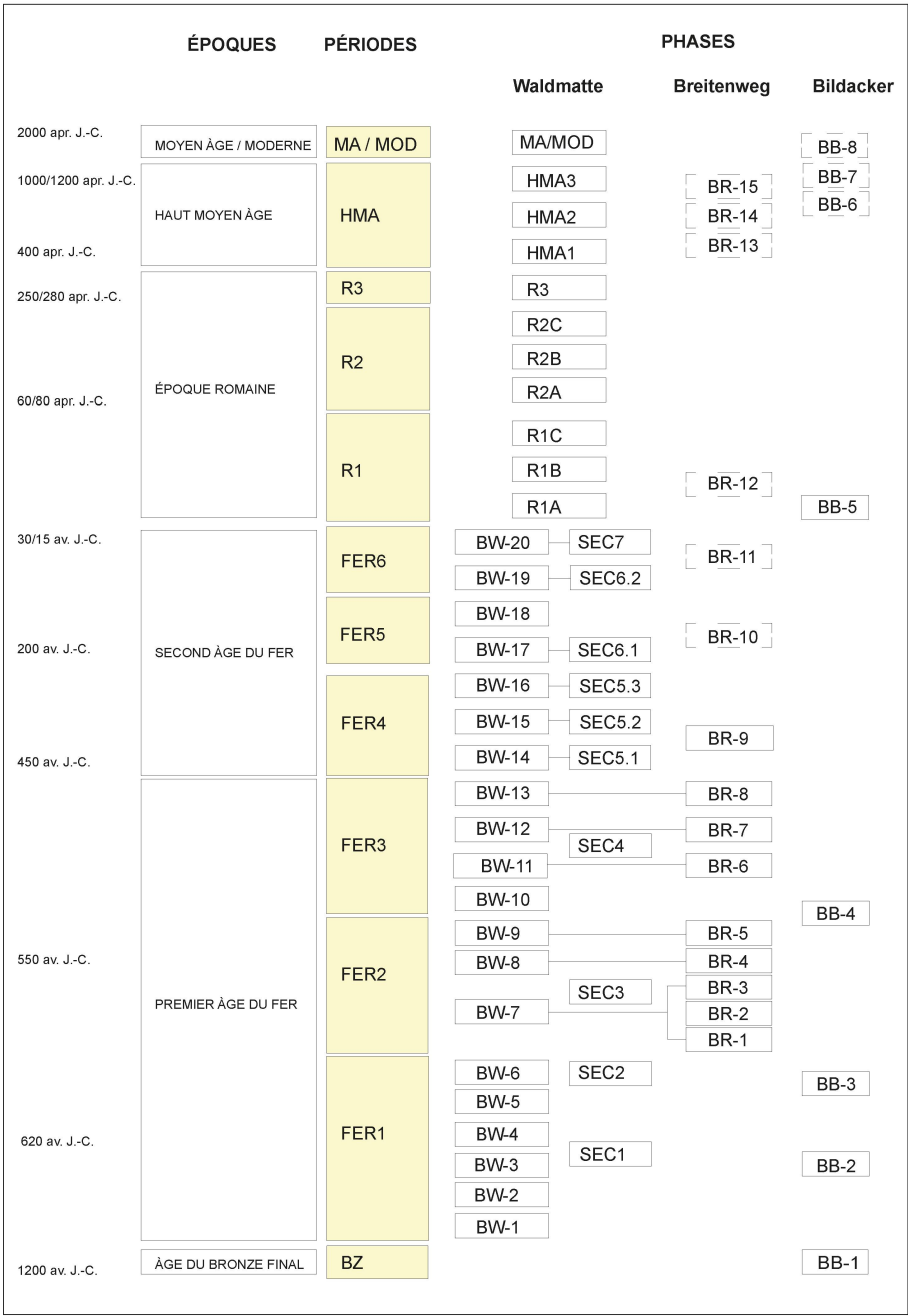 ÉPOQUES PÉRIODES PHASES
Waldmatte Breitenweg Bildacker
2000 apr. J.-C. MOYEN ÀGE / MODERNE MA / MOD MA/MOD BB-8
1000/1200 apr. J.-C. HMA3 BR-15 BB-7
HAUT MOYEN ÀGE HMA HMA2 BR-14 BB-6
400 apr. J.-C. HMA1 BR-13
250/280 apr. J.-C. R3 R3
R2C
R2 R2B
ÉPOQUE ROMAINE R2A
60/80 apr. J.-C.
R1C
R1 R1B BR-12
R1A BB-5
30/15 av. J.-C. BW-20 SEC7
FER6 BR-11
BW-19 SEC6.2
BW-18
FER5 BR-10
200 av. J.-C. SECOND ÀGE DU FER BW-17 SEC6.1
BW-16 SEC5.3
FER4 BW-15 SEC5.2
BR-9
450 av. J.-C. BW-14 SEC5.1
BW-13 BR-8
BW-12 BR-7
FER3 SEC4
BW-11 BR-6
BW-10
BB-4
BW-9 BR-5
550 av. J.-C. BW-8 BR-4
FER2 SEC3 BR-3
PREMIER ÀGE DU FER BW-7 BR-2
BR-1
BW-6 SEC2
BB-3
BW-5
620 av. J.-C. FER1 BW-4
SEC1
BW-3 BB-2
BW-2
BW-1
1200 av. J.-C. ÀGE DU BRONZE FINAL BZ BB-1